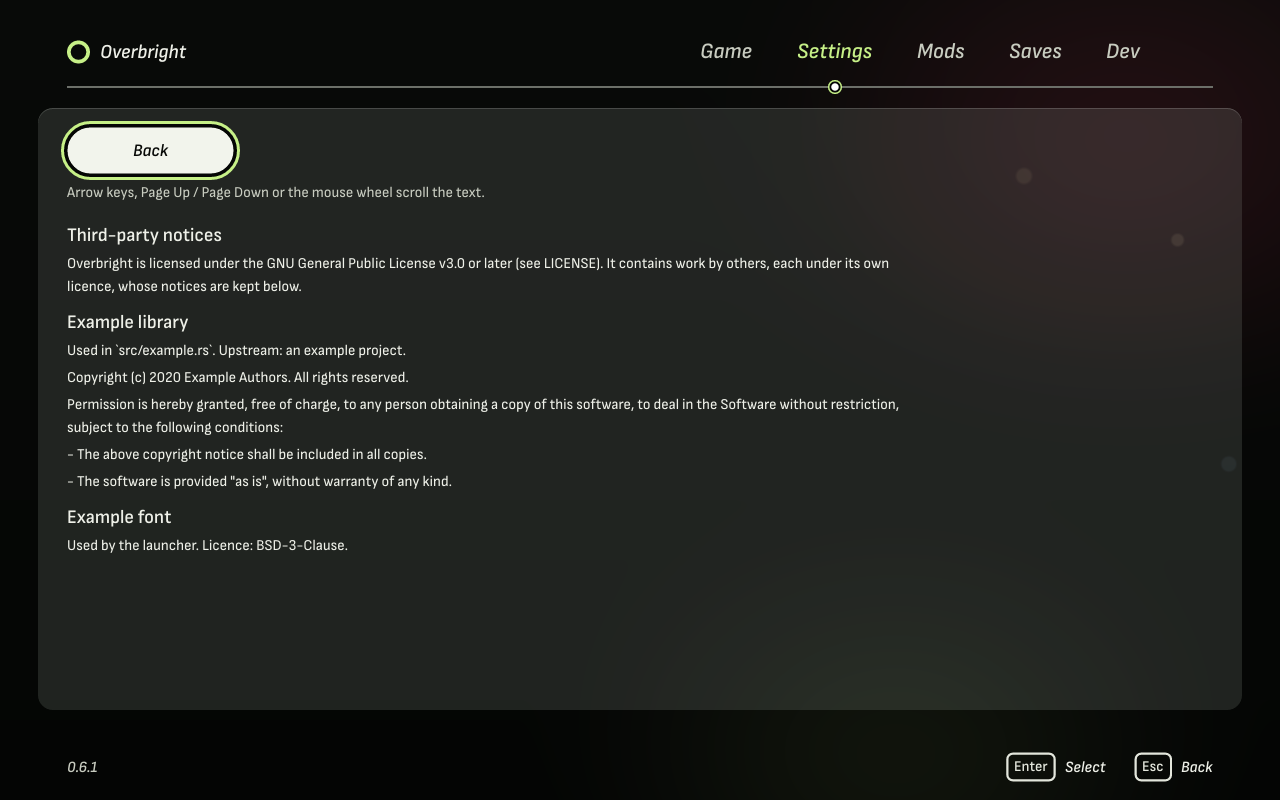 Overbright
Game Settings Mods Saves Dev
Back
Arrow keys, Page Up / Page Down or the mouse wheel scroll the text.
Third-party notices
Overbright is licensed under the GNU General Public License v3.0 or later (see LICENSE). It contains work by others, each under its own
licence, whose notices are kept below.
Example library
Used in `src/example.rs`. Upstream: an example project.
Copyright (c) 2020 Example Authors. All rights reserved.
Permission is hereby granted, free of charge, to any person obtaining a copy of this software, to deal in the Software without restriction,
subject to the following conditions:
- The above copyright notice shall be included in all copies.
- The software is provided "as is", without warranty of any kind.
Example font
Used by the launcher. Licence: BSD-3-Clause.
0.6.1
Enter Select Esc Back